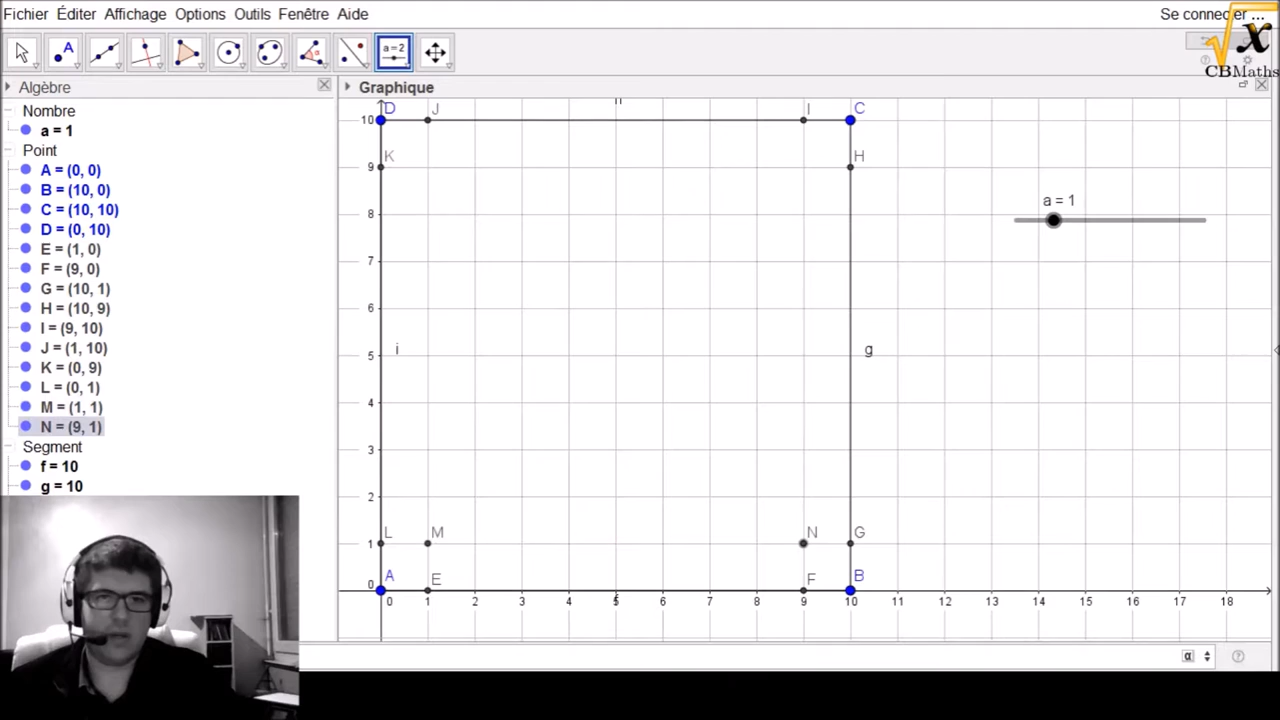 Fichier Éditer Affichage Options Outils Fenêtre Aide
Se connecter ...
CBMaths
a = 2
Algèbre
Nombre
a = 1
Point
A = (0, 0)
B = (10, 0)
C = (10, 10)
D = (0, 10)
E = (1, 0)
F = (9, 0)
G = (10, 1)
H = (10, 9)
I = (9, 10)
J = (1, 10)
K = (0, 9)
L = (0, 1)
M = (1, 1)
N = (9, 1)
Segment
f = 10
g = 10
Graphique
D J I C
10
K H
9
a = 1
8
7
6
i g
5
4
3
2
L M N G
1
A E F B
0
0 1 2 3 4 5 6 7 8 9 10 11 12 13 14 15 16 17 18
α